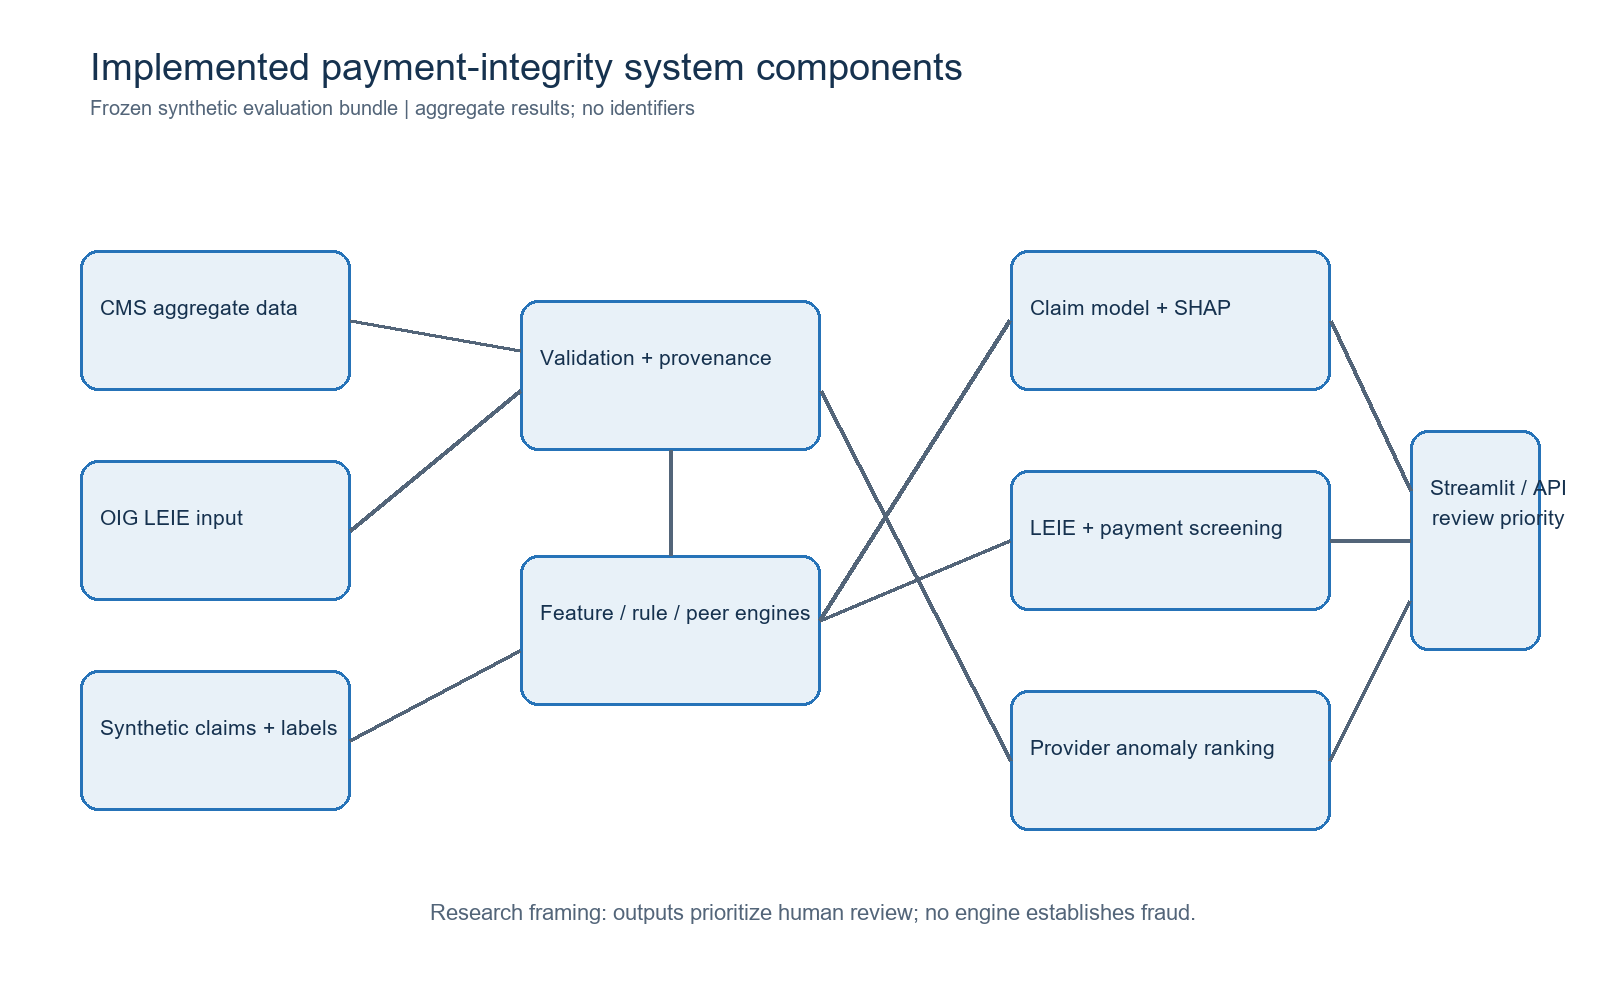 Implemented payment-integrity system components
Frozen synthetic evaluation bundle | aggregate results; no identifiers
CMS aggregate data
OIG LEIE input
Synthetic claims + labels
Validation + provenance
Feature / rule / peer engines
Claim model + SHAP
LEIE + payment screening
Provider anomaly ranking
Streamlit / API
review priority
Research framing: outputs prioritize human review; no engine establishes fraud.